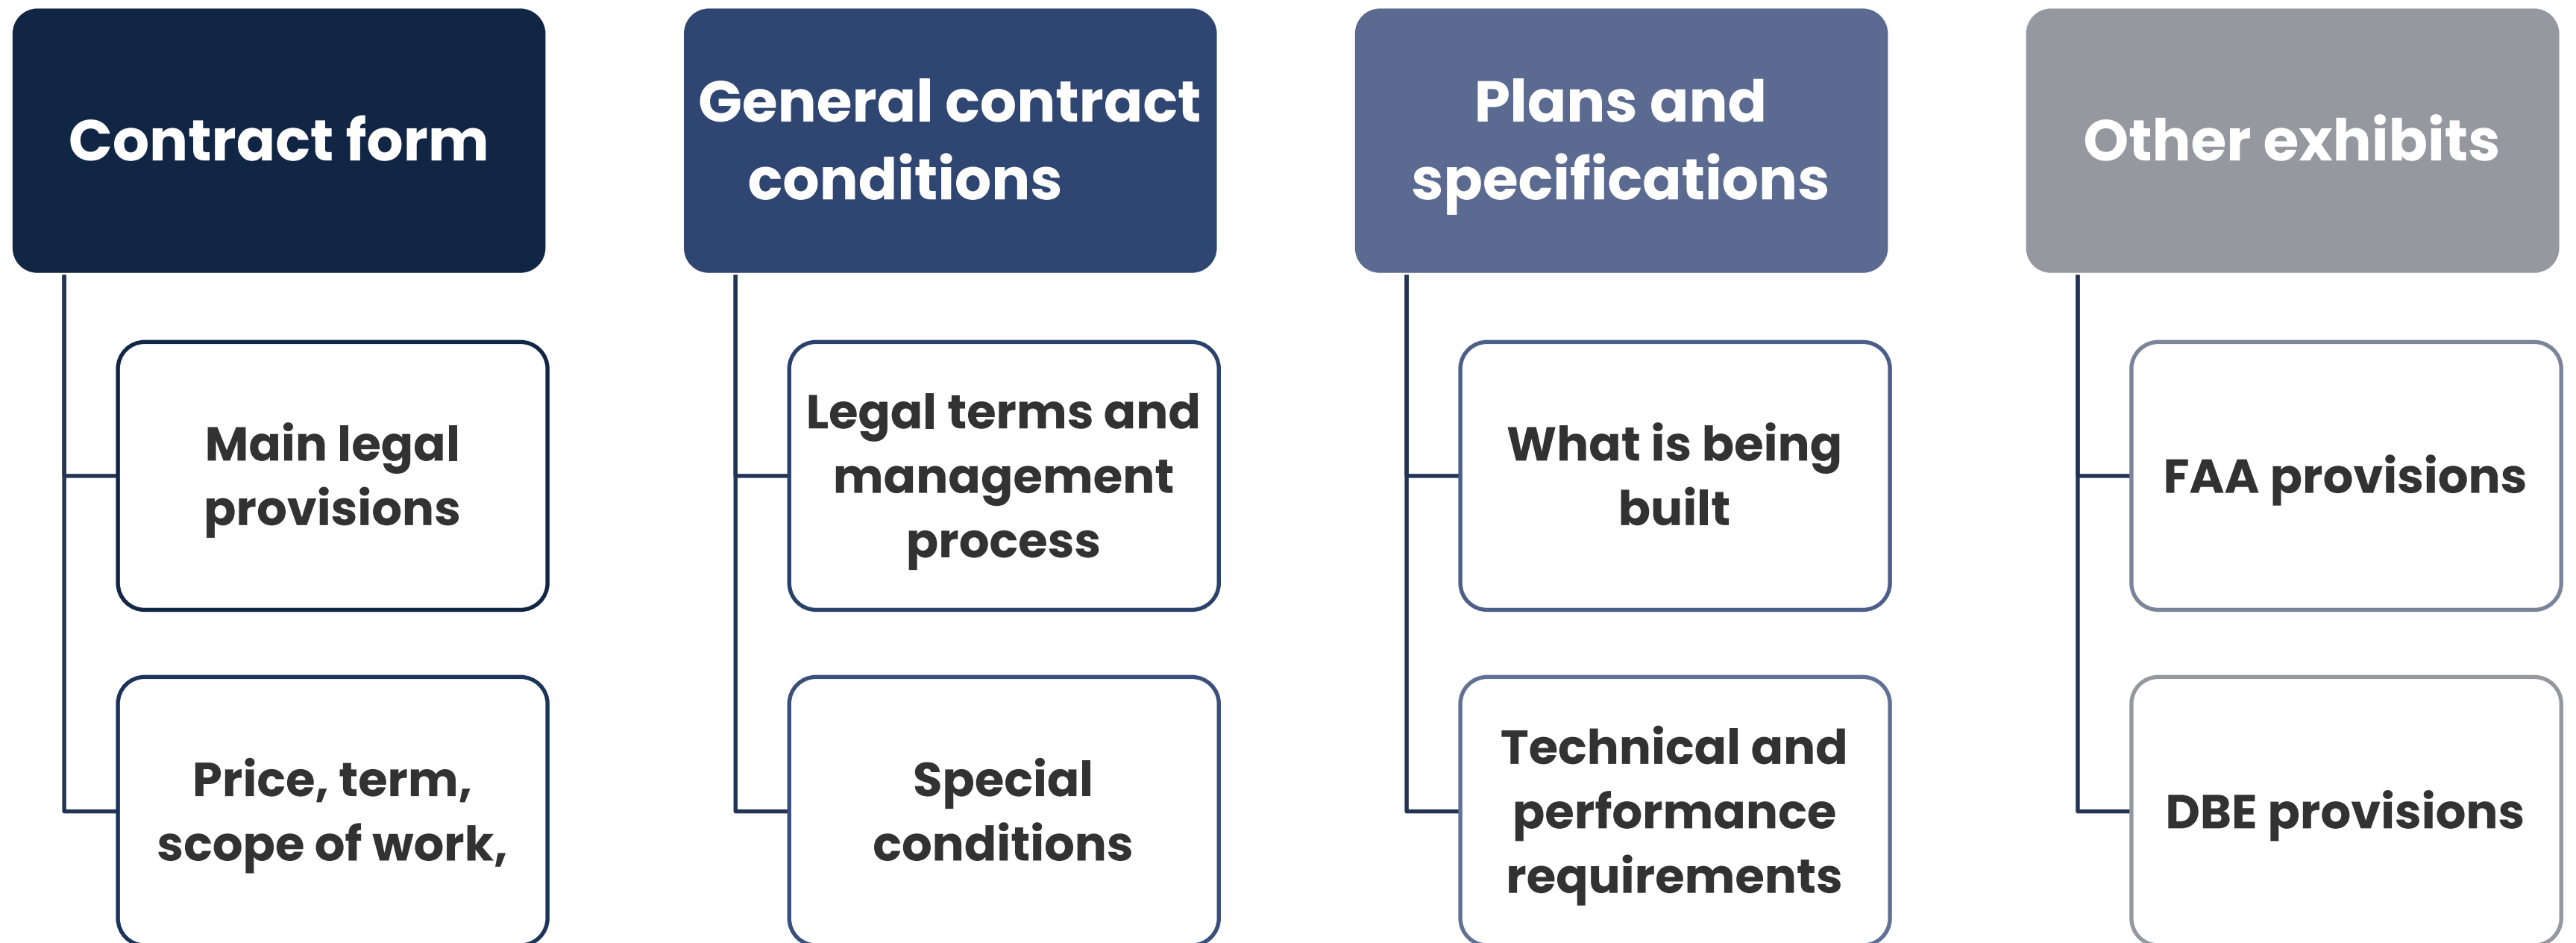 Contract form
Main legal
provisions
Price, term,
scope of work,
General contract
conditions
Legal terms and
management
process
Special
conditions
Plans and
specifications
What is being
built
Technical and
performance
requirements
Other exhibits
FAA provisions
DBE provisions